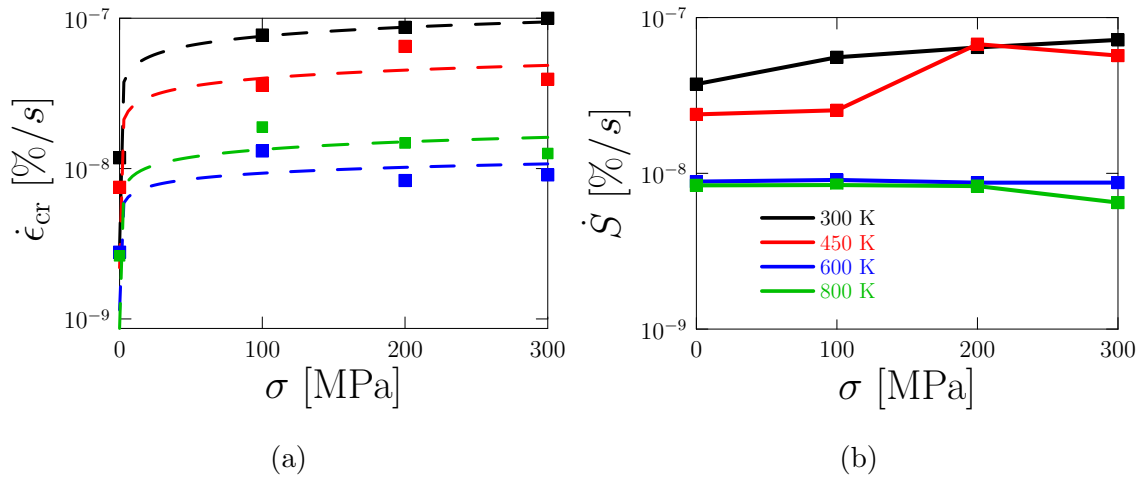 10⁻⁷
10⁻⁸
10⁻⁹
ε̇cr [%/s]
0 100 200 300
σ [MPa]
(a)
10⁻⁷
10⁻⁸
10⁻⁹
Ṡ [%/s]
300 K
450 K
600 K
800 K
0 100 200 300
σ [MPa]
(b)